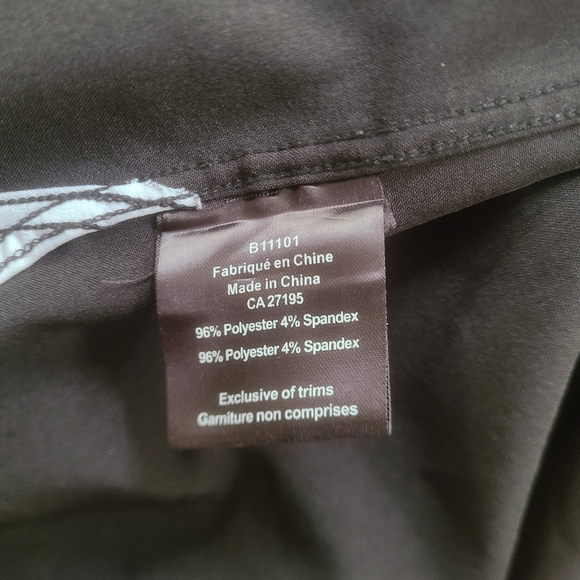 B11101
Fabriqué en Chine
Made in China
CA 27195
96% Polyester 4% Spandex
96% Polyester 4% Spandex
Exclusive of trims
Garniture non comprises